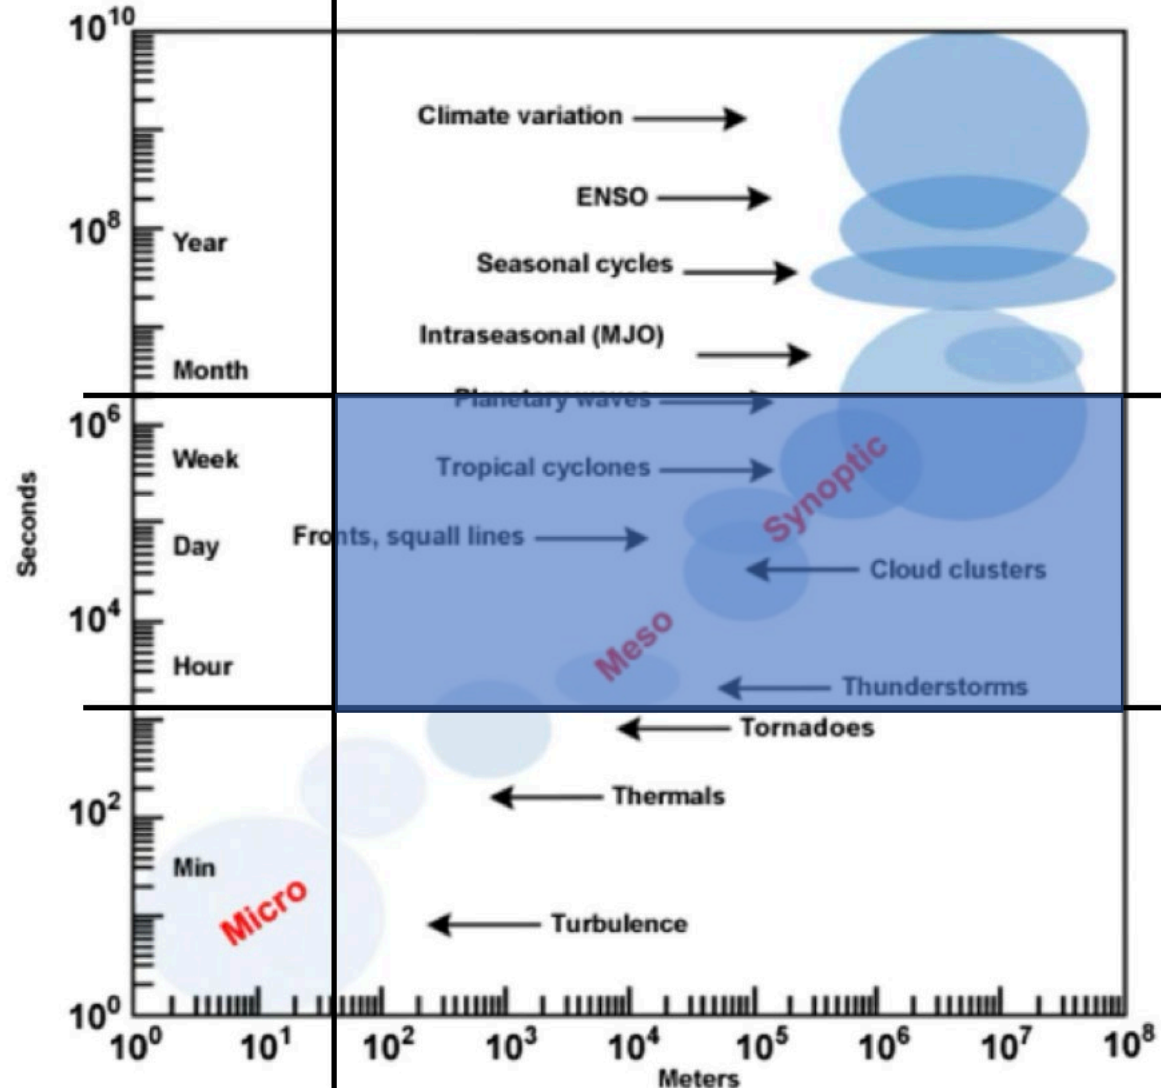 10¹⁰
Climate variation
ENSO
10⁸
Year
Seasonal cycles
Intraseasonal (MJO)
Month
Planetary waves
10⁶
Week
Tropical cyclones
Synoptic
Seconds
Day
Fronts, squall lines
Cloud clusters
10⁴
Meso
Hour
Thunderstorms
Tornadoes
10²
Thermals
Min
Micro
Turbulence
10⁰
10⁰ 10¹ 10² 10³ 10⁴ 10⁵ 10⁶ 10⁷ 10⁸
Meters